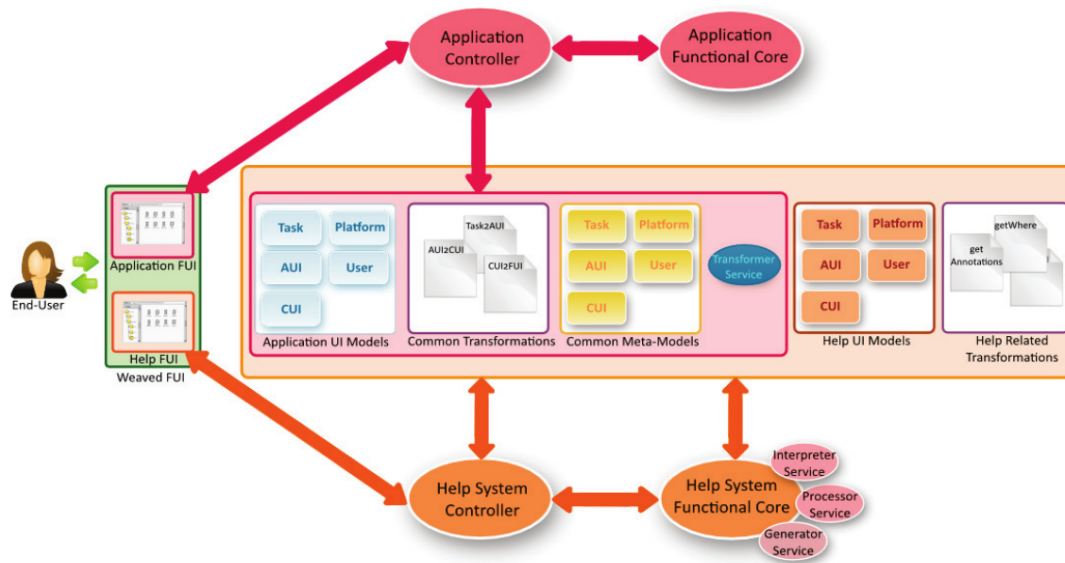 Application
Controller
Application
Functional Core
Application FUI
Help FUI
Weaved FUI
End-User
Task
Platform
AUI
User
CUI
Application UI Models
Task2AUI
AUI2CUI
CUI2FUI
Common Transformations
Task
Platform
AUI
User
CUI
Common Meta-Models
Transformer
Service
Task
Platform
AUI
User
CUI
Help UI Models
getWhere
get
Annotations
Help Related
Transformations
Help System
Controller
Help System
Functional Core
Interpreter
Service
Processor
Service
Generator
Service